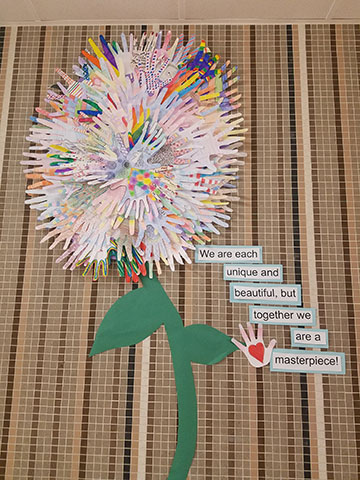 We are each
unique and
beautiful, but
together we
are a
masterpiece!